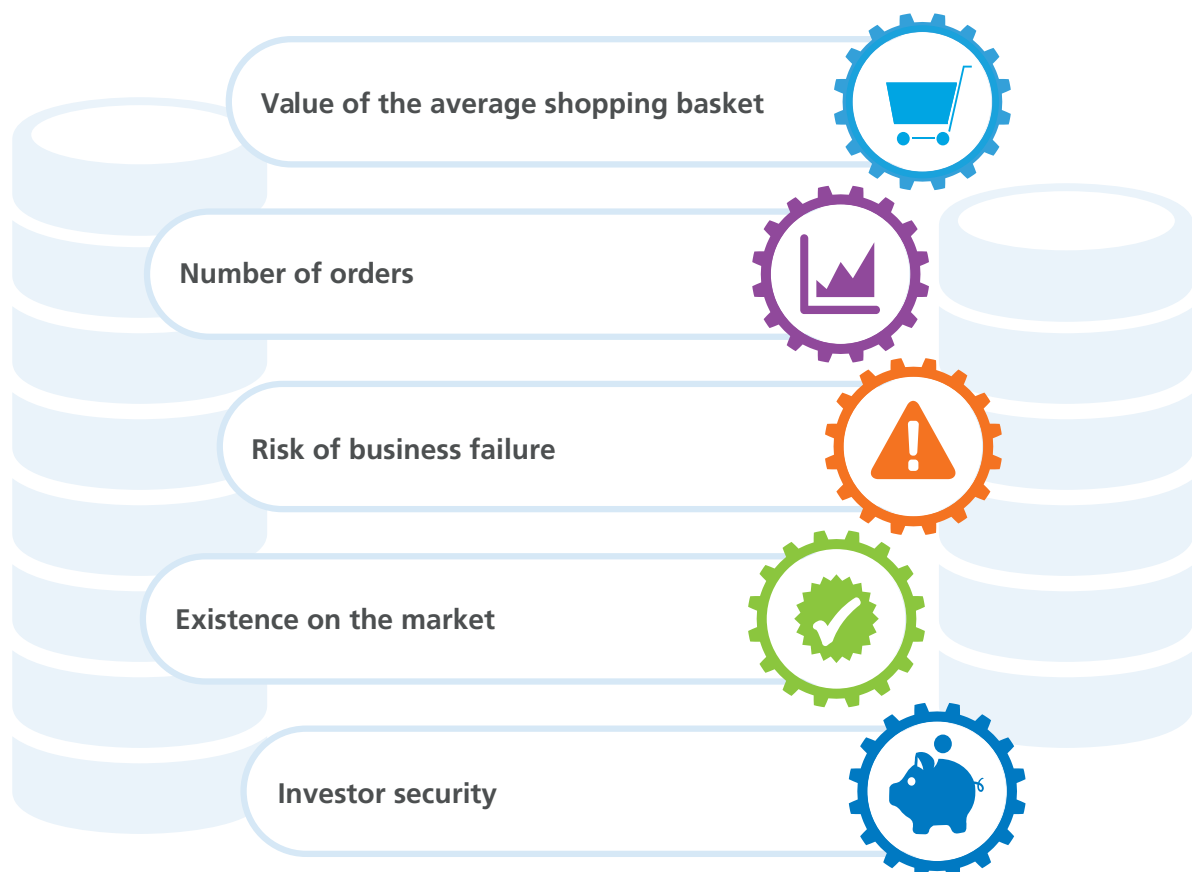 Value of the average shopping basket
Number of orders
Risk of business failure
Existence on the market
Investor security